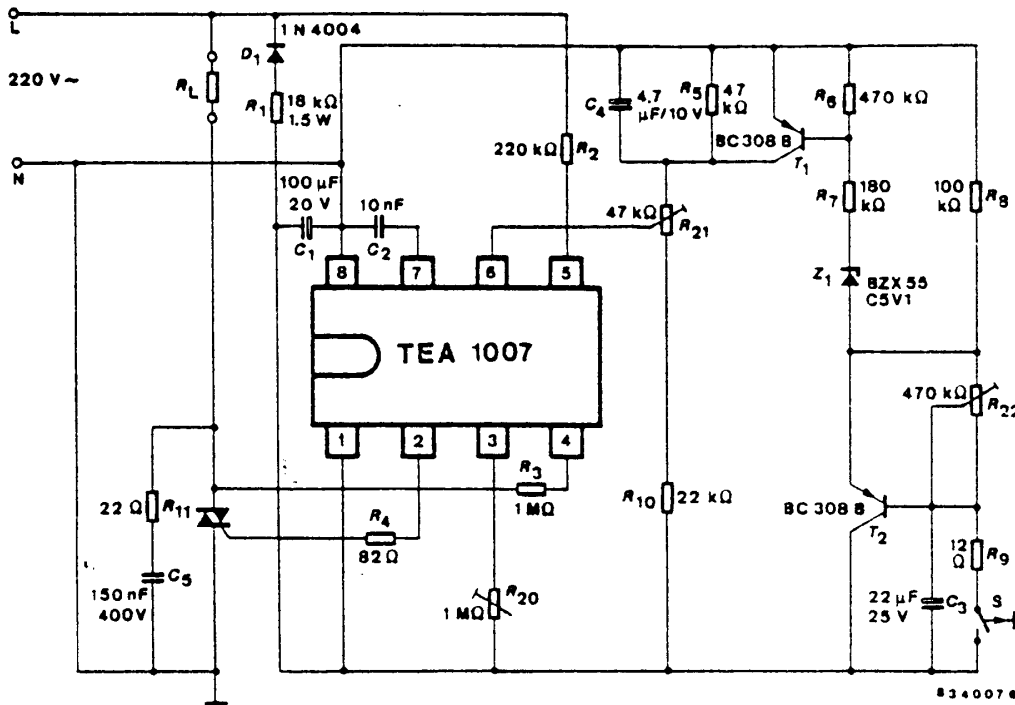 L
1N4004
D1
220 V~
RL
R1
18 kΩ
1.5 W
N
C4
4.7
µF/10 V
R5
47
kΩ
R6
470 kΩ
BC 308 B
T1
220 kΩ
R2
100 µF
20 V
C1
10 nF
C2
47 kΩ
R21
R7
180
kΩ
100
kΩ
R8
Z1
BZX 55
C5V1
8
7
6
5
TEA 1007
1
2
3
4
470 kΩ
R22
22 Ω
R11
R3
1 MΩ
R4
82 Ω
R10
22 kΩ
BC 308 B
T2
12
Ω
R9
C5
150 nF
400 V
R20
1 MΩ
22 µF
25 V
C3
S
8340076